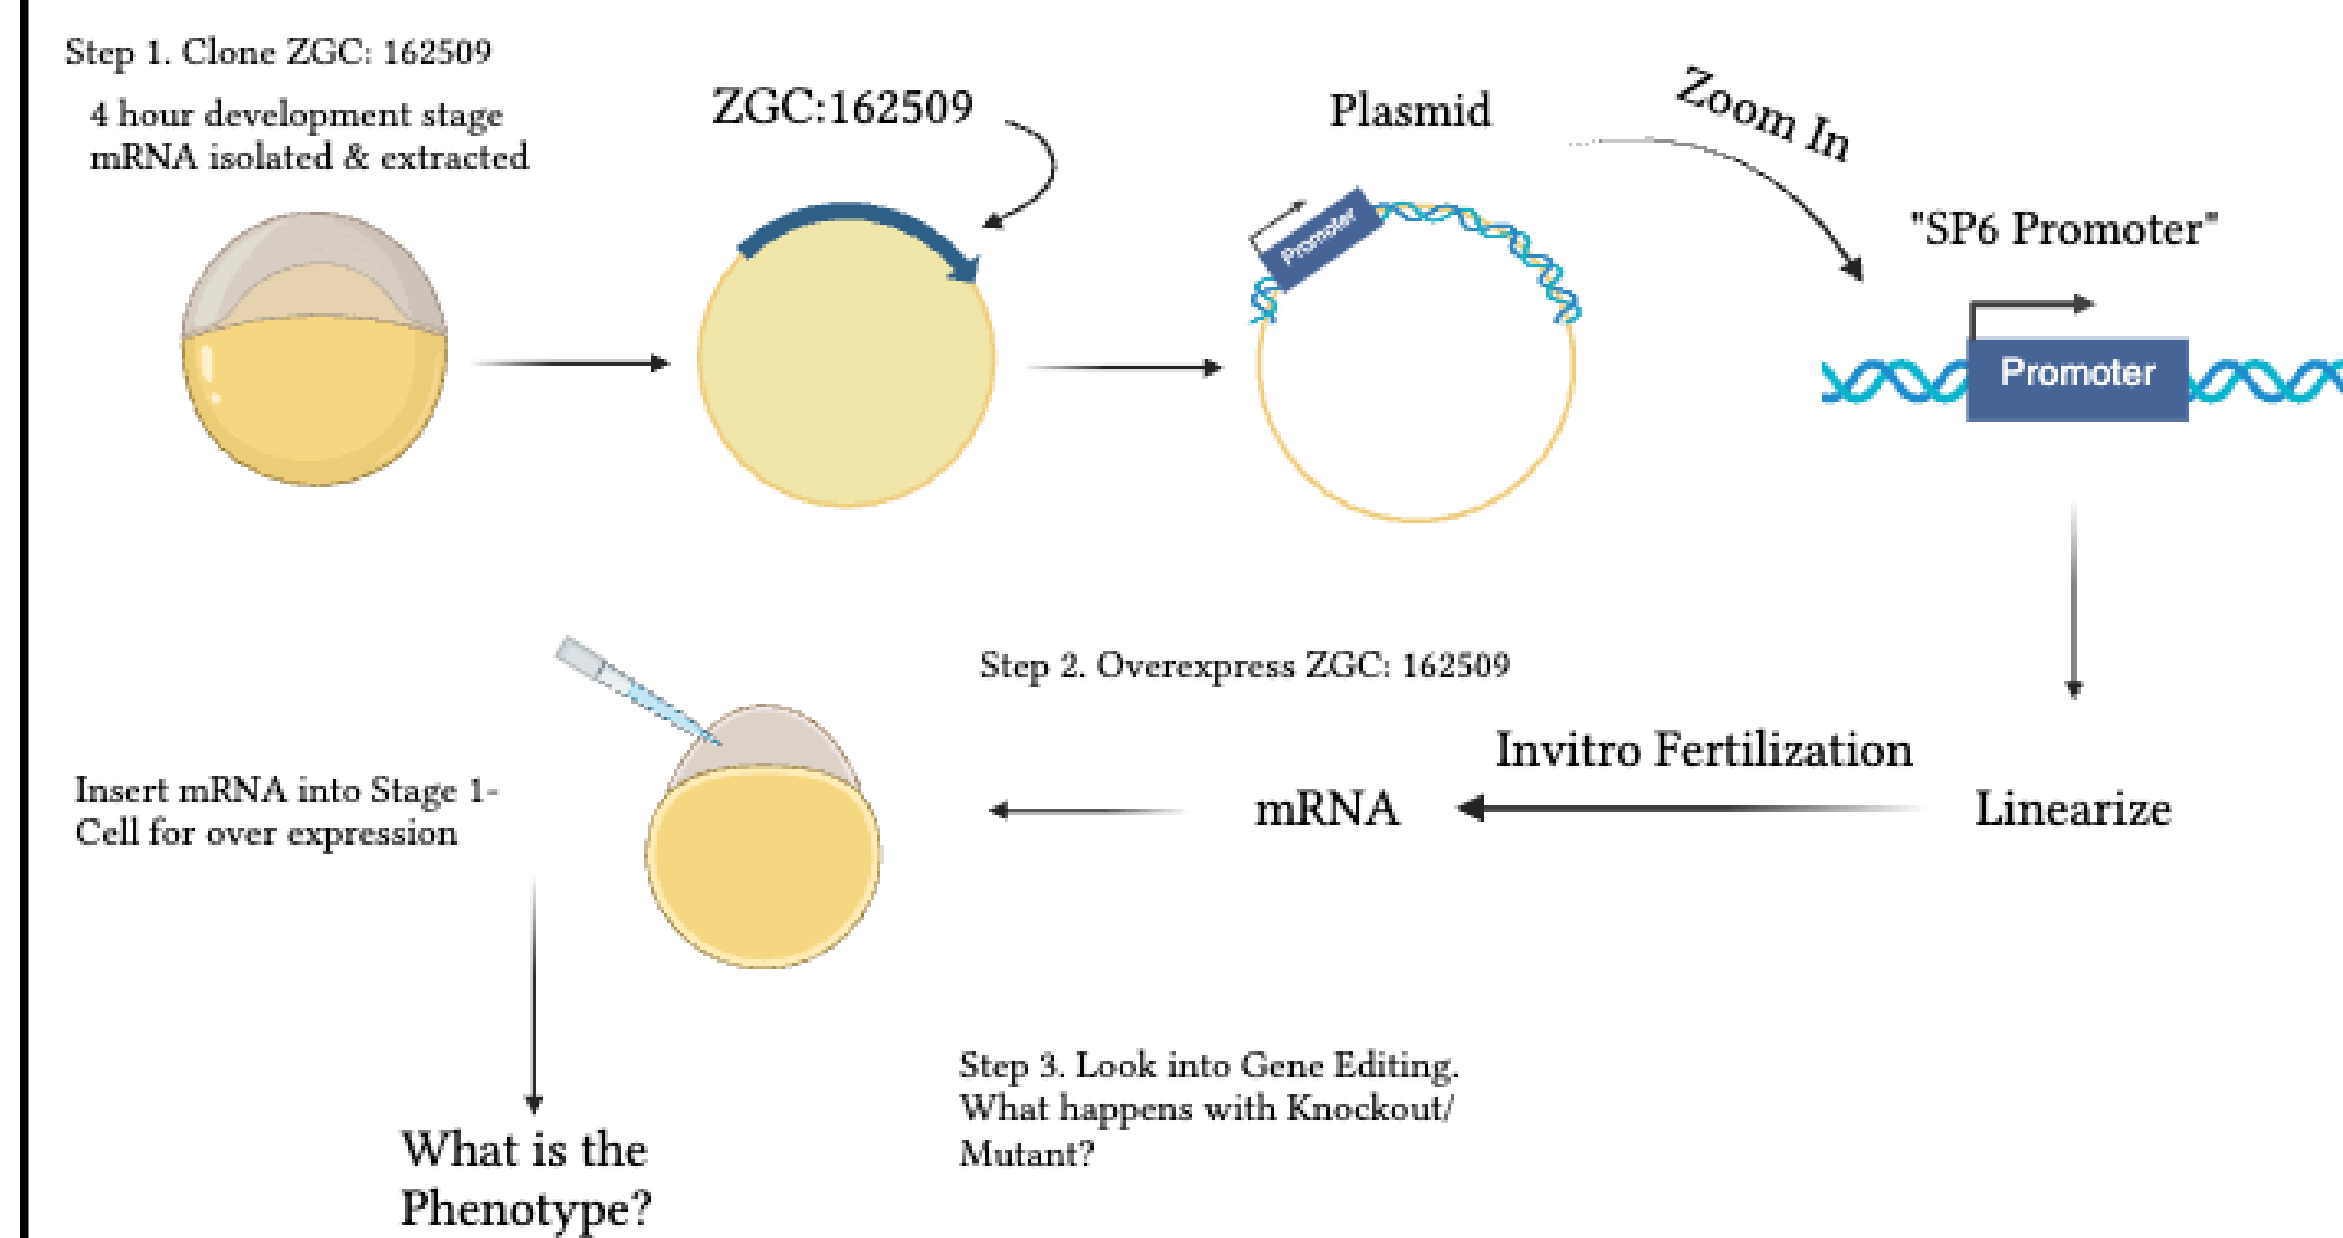 Step 1. Clone ZGC: 162509
4 hour development stage
mRNA isolated & extracted
ZGC:162509
Plasmid
Zoom In
Promoter
"SP6 Promoter"
Promoter
Step 2. Overexpress ZGC: 162509
Invitro Fertilization
Linearize
mRNA
Insert mRNA into Stage 1-
Cell for over expression
What is the
Phenotype?
Step 3. Look into Gene Editing.
What happens with Knockout/
Mutant?